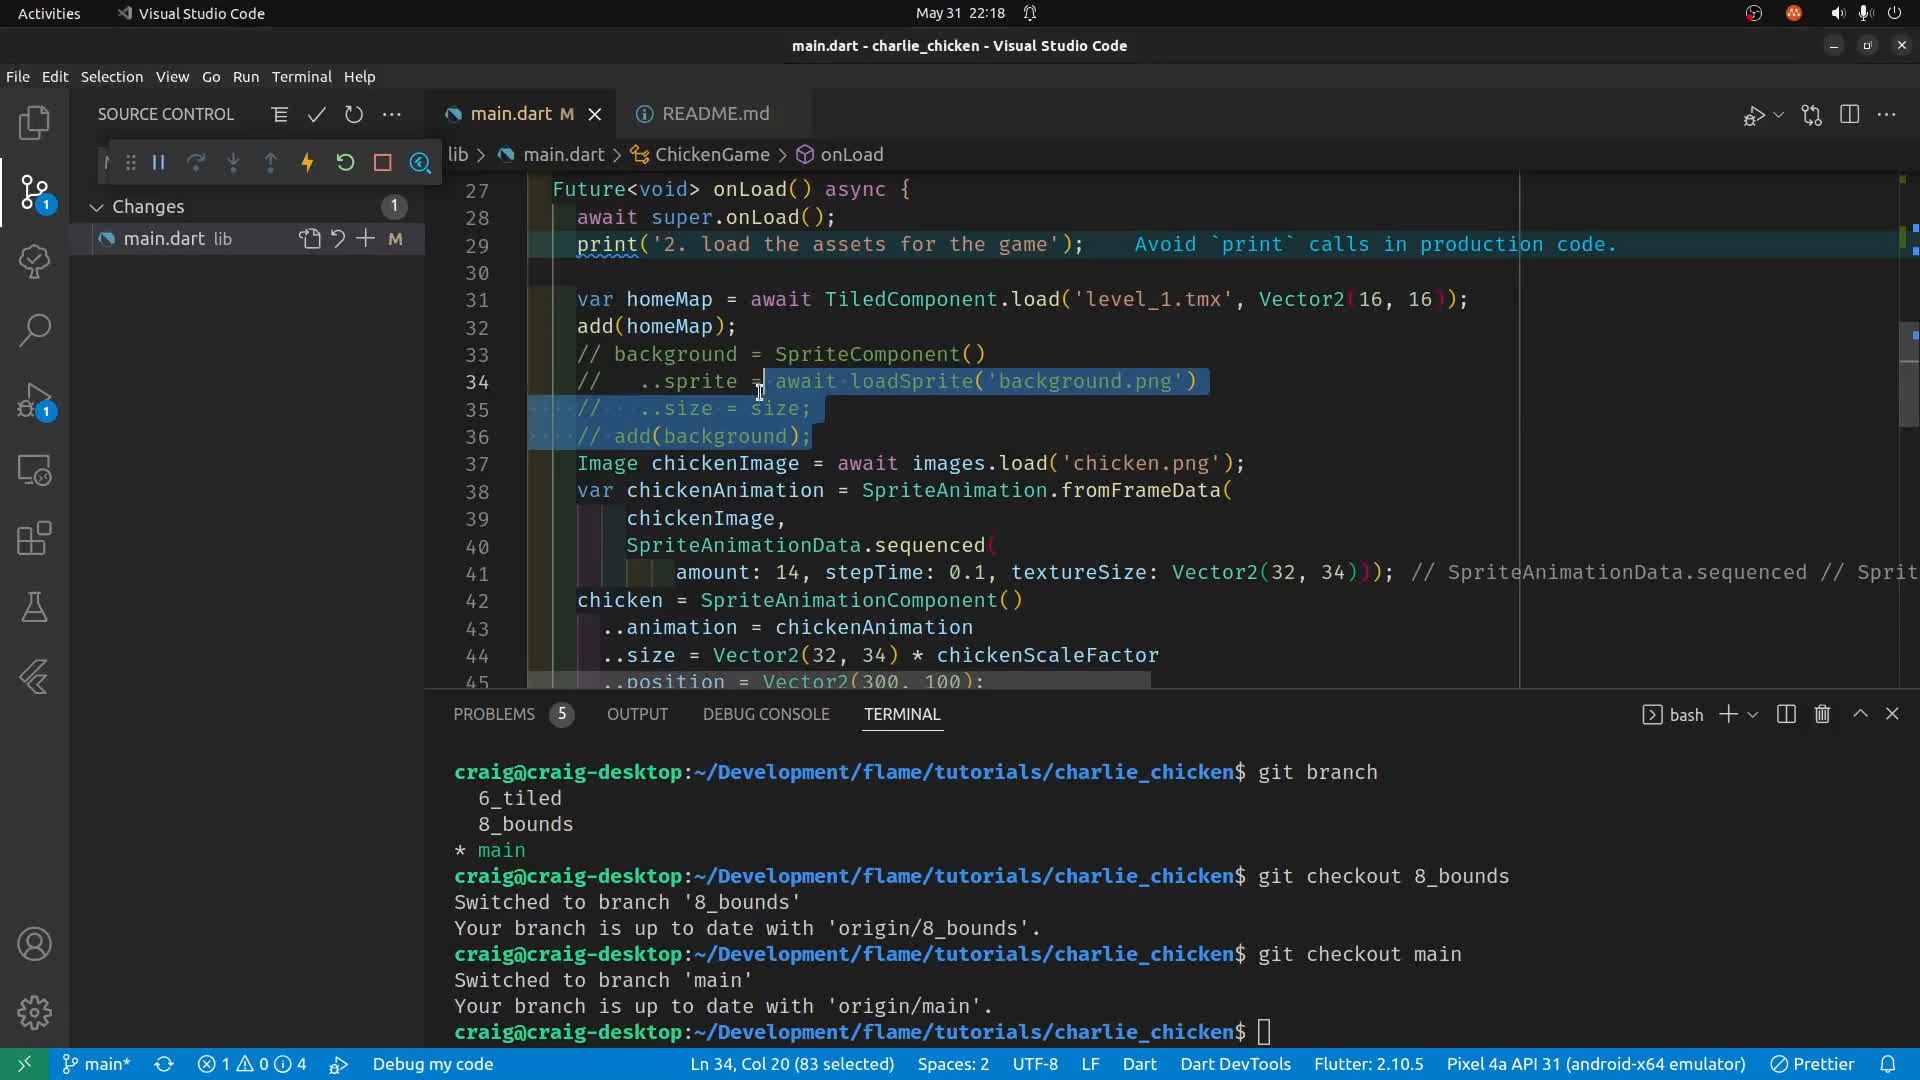 Activities Visual Studio Code May 31 22:18
main.dart - charlie_chicken - Visual Studio Code
File Edit Selection View Go Run Terminal Help
SOURCE CONTROL
main.dart M
README.md
lib > main.dart > ChickenGame > onLoad
Changes 1
main.dart lib M
1
1
27 Future<void> onLoad() async {
28 await super.onLoad();
29 print('2. load the assets for the game'); Avoid `print` calls in production code.
30
31 var homeMap = await TiledComponent.load('level_1.tmx', Vector2(16, 16));
32 add(homeMap);
33 // background = SpriteComponent()
34 // ..sprite = await loadSprite('background.png')
35 // ..size = size;
36 // add(background);
37 Image chickenImage = await images.load('chicken.png');
38 var chickenAnimation = SpriteAnimation.fromFrameData(
39 chickenImage,
40 SpriteAnimationData.sequenced(
41 amount: 14, stepTime: 0.1, textureSize: Vector2(32, 34))); // SpriteAnimationData.sequenced // Sprit
42 chicken = SpriteAnimationComponent()
43 ..animation = chickenAnimation
44 ..size = Vector2(32, 34) * chickenScaleFactor
45 ..position = Vector2(300, 100);
PROBLEMS 5 OUTPUT DEBUG CONSOLE TERMINAL bash
craig@craig-desktop:~/Development/flame/tutorials/charlie_chicken$ git branch
6_tiled
8_bounds
* main
craig@craig-desktop:~/Development/flame/tutorials/charlie_chicken$ git checkout 8_bounds
Switched to branch '8_bounds'
Your branch is up to date with 'origin/8_bounds'.
craig@craig-desktop:~/Development/flame/tutorials/charlie_chicken$ git checkout main
Switched to branch 'main'
Your branch is up to date with 'origin/main'.
craig@craig-desktop:~/Development/flame/tutorials/charlie_chicken$
main* 1 0 4 Debug my code Ln 34, Col 20 (83 selected) Spaces: 2 UTF-8 LF Dart Dart DevTools Flutter: 2.10.5 Pixel 4a API 31 (android-x64 emulator) Prettier